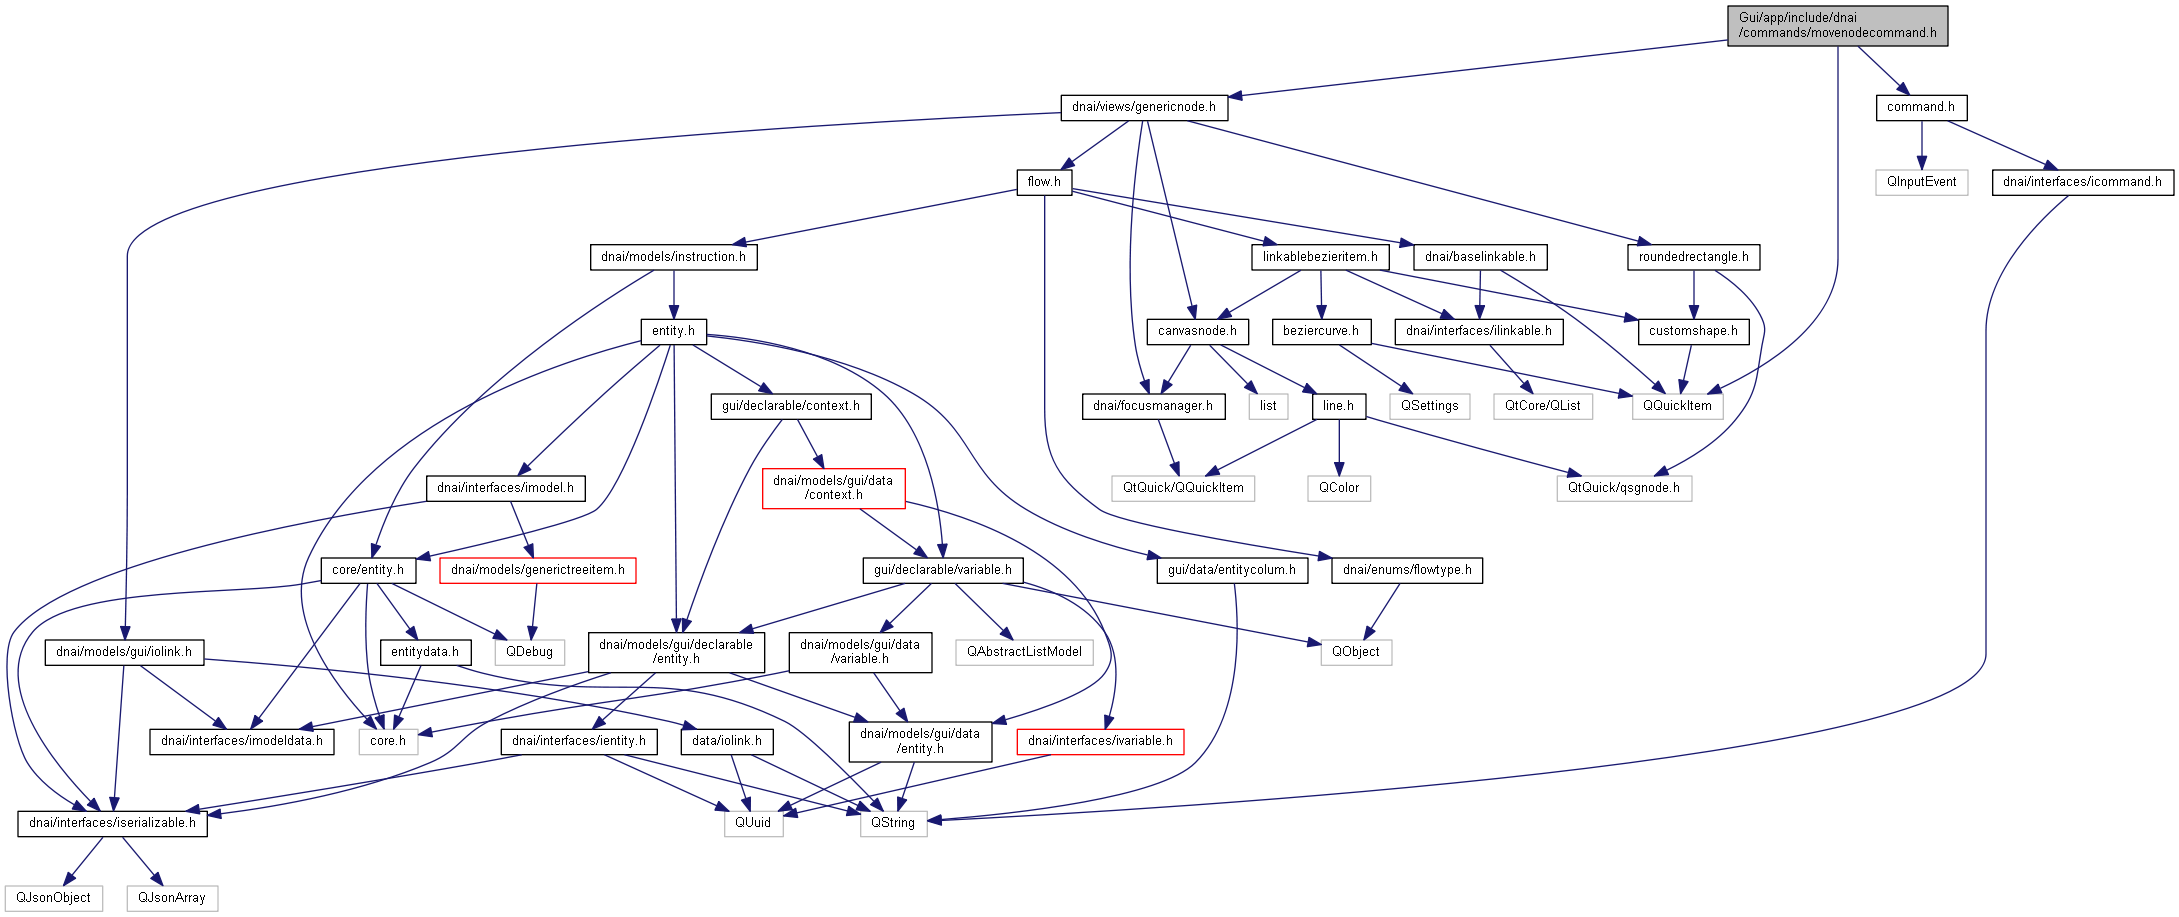 Gui/app/include/dnai
/commands/movenodecommand.h
dnai/views/genericnode.h
command.h
flow.h
QInputEvent
dnai/interfaces/icommand.h
dnai/models/instruction.h
linkablebezieritem.h
dnai/baselinkable.h
roundedrectangle.h
entity.h
canvasnode.h
beziercurve.h
dnai/interfaces/ilinkable.h
customshape.h
gui/declarable/context.h
dnai/focusmanager.h
list
line.h
QSettings
QtCore/QList
QQuickItem
dnai/interfaces/imodel.h
dnai/models/gui/data
/context.h
QtQuick/QQuickItem
QColor
QtQuick/qsgnode.h
core/entity.h
dnai/models/generictreeitem.h
gui/declarable/variable.h
gui/data/entitycolum.h
dnai/enums/flowtype.h
dnai/models/gui/iolink.h
entitydata.h
QDebug
dnai/models/gui/declarable
/entity.h
dnai/models/gui/data
/variable.h
QAbstractListModel
QObject
dnai/interfaces/imodeldata.h
core.h
dnai/interfaces/ientity.h
data/iolink.h
dnai/models/gui/data
/entity.h
dnai/interfaces/ivariable.h
dnai/interfaces/iserializable.h
QUuid
QString
QJsonObject
QJsonArray